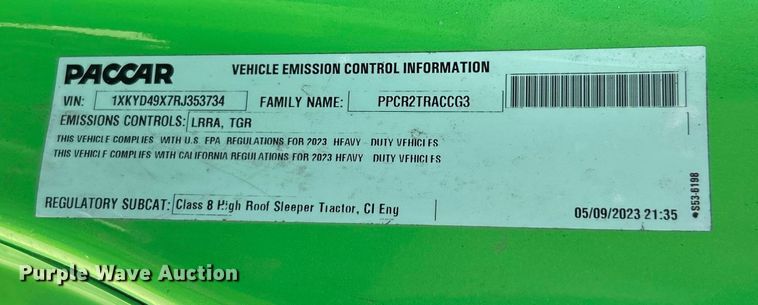 PACCAR
VEHICLE EMISSION CONTROL INFORMATION
VIN: 1XKYD49X7RJ353734 FAMILY NAME: PPCR2TRACCG3
EMISSIONS CONTROLS: LRRA, TGR
THIS VEHICLE COMPLIES WITH U.S. EPA REGULATIONS FOR 2023 HEAVY - DUTY VEHICLES
THIS VEHICLE COMPLIES WITH CALIFORNIA REGULATIONS FOR 2023 HEAVY - DUTY VEHICLES
REGULATORY SUBCAT: Class 8 High Roof Sleeper Tractor, CI Eng
05/09/2023 21:35
S53-6198
Purple Wave Auction